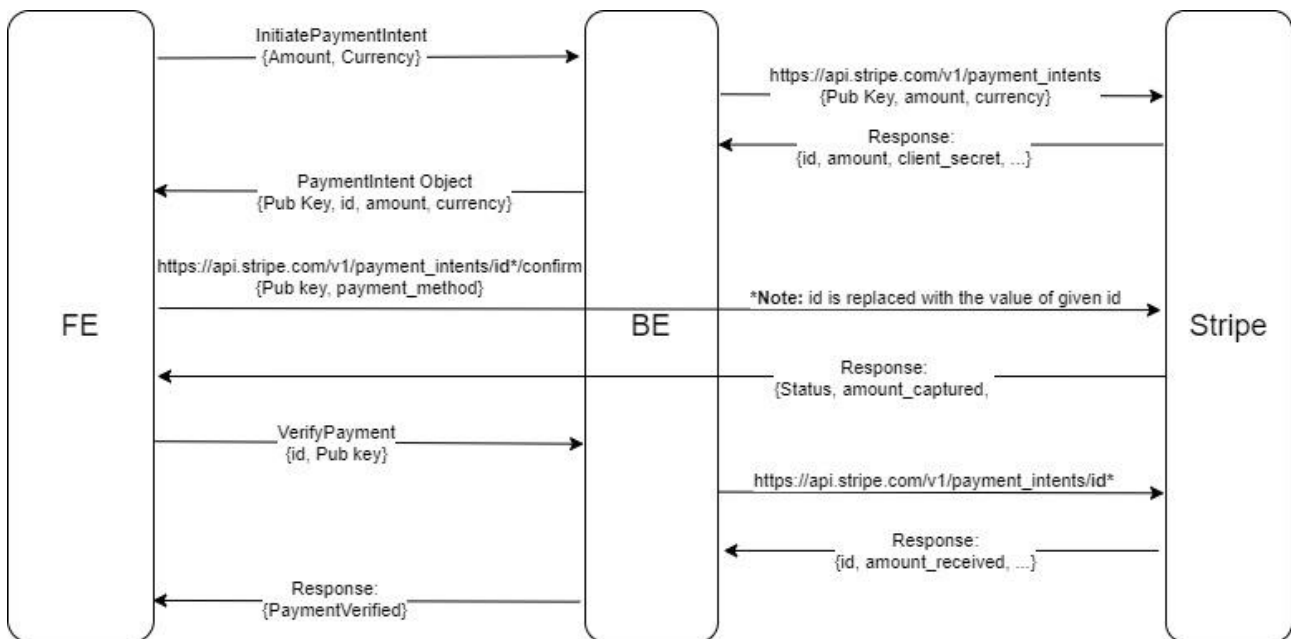 InitiatePaymentIntent
{Amount, Currency}
https://api.stripe.com/v1/payment_intents
{Pub Key, amount, currency}
Response:
{id, amount, client_secret, ...}
PaymentIntent Object
{Pub Key, id, amount, currency}
https://api.stripe.com/v1/payment_intents/id*/confirm
{Pub key, payment_method}
*Note: id is replaced with the value of given id
FE
BE
Stripe
Response:
{Status, amount_captured,
VerifyPayment
{id, Pub key}
https://api.stripe.com/v1/payment_intents/id*
Response:
{id, amount_received, ...}
Response:
{PaymentVerified}